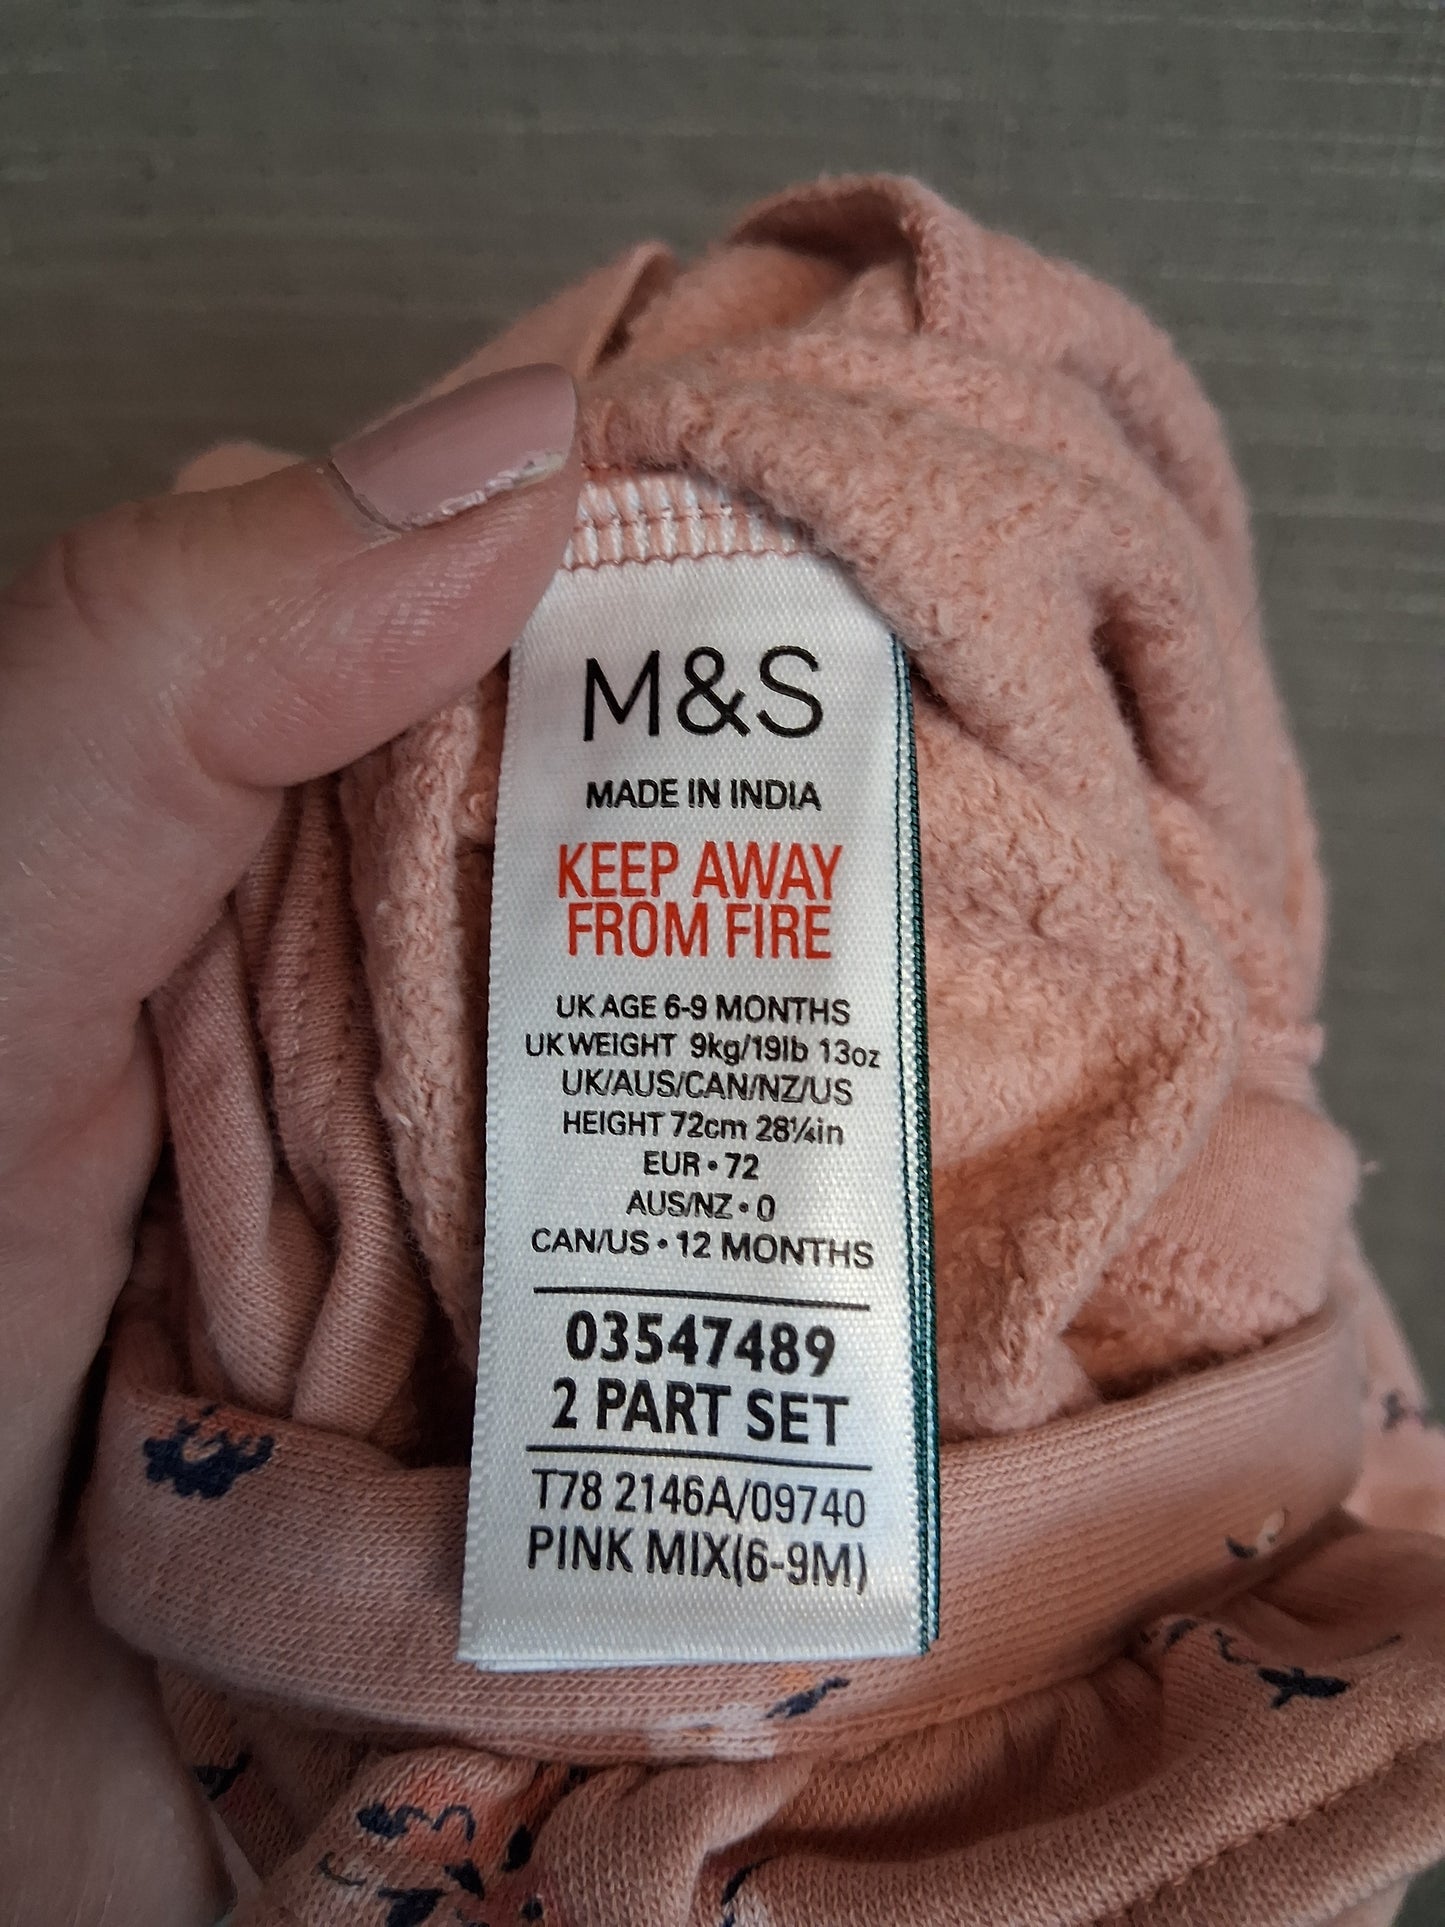 M&S
MADE IN INDIA
KEEP AWAY
FROM FIRE
UK AGE 6-9 MONTHS
UK WEIGHT 9kg/19lb 13oz
UK/AUS/CAN/NZ/US
HEIGHT 72cm 28¼in
EUR • 72
AUS/NZ • 0
CAN/US • 12 MONTHS
03547489
2 PART SET
T78 2146A/09740
PINK MIX(6-9M)